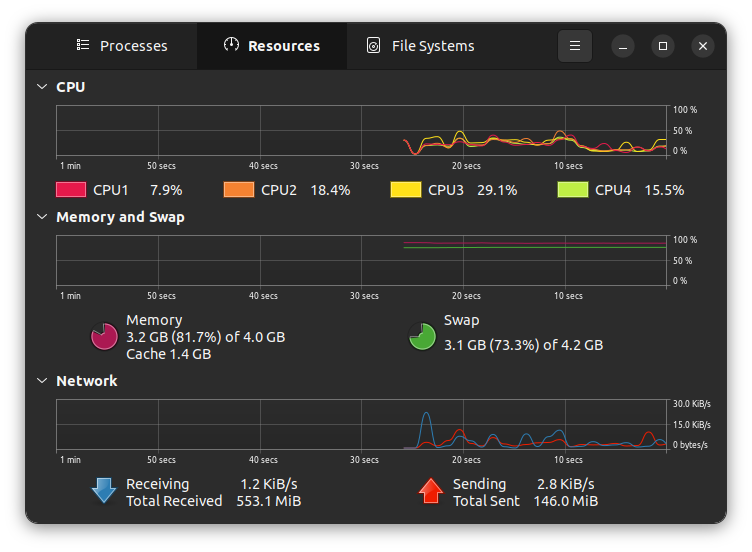 Processes Resources File Systems
CPU
100 %
50 %
0 %
1 min 50 secs 40 secs 30 secs 20 secs 10 secs
CPU1 7.9% CPU2 18.4% CPU3 29.1% CPU4 15.5%
Memory and Swap
100 %
50 %
0 %
1 min 50 secs 40 secs 30 secs 20 secs 10 secs
Memory
3.2 GB (81.7%) of 4.0 GB
Cache 1.4 GB
Swap
3.1 GB (73.3%) of 4.2 GB
Network
30.0 KiB/s
15.0 KiB/s
0 bytes/s
1 min 50 secs 40 secs 30 secs 20 secs 10 secs
Receiving 1.2 KiB/s
Total Received 553.1 MiB
Sending 2.8 KiB/s
Total Sent 146.0 MiB